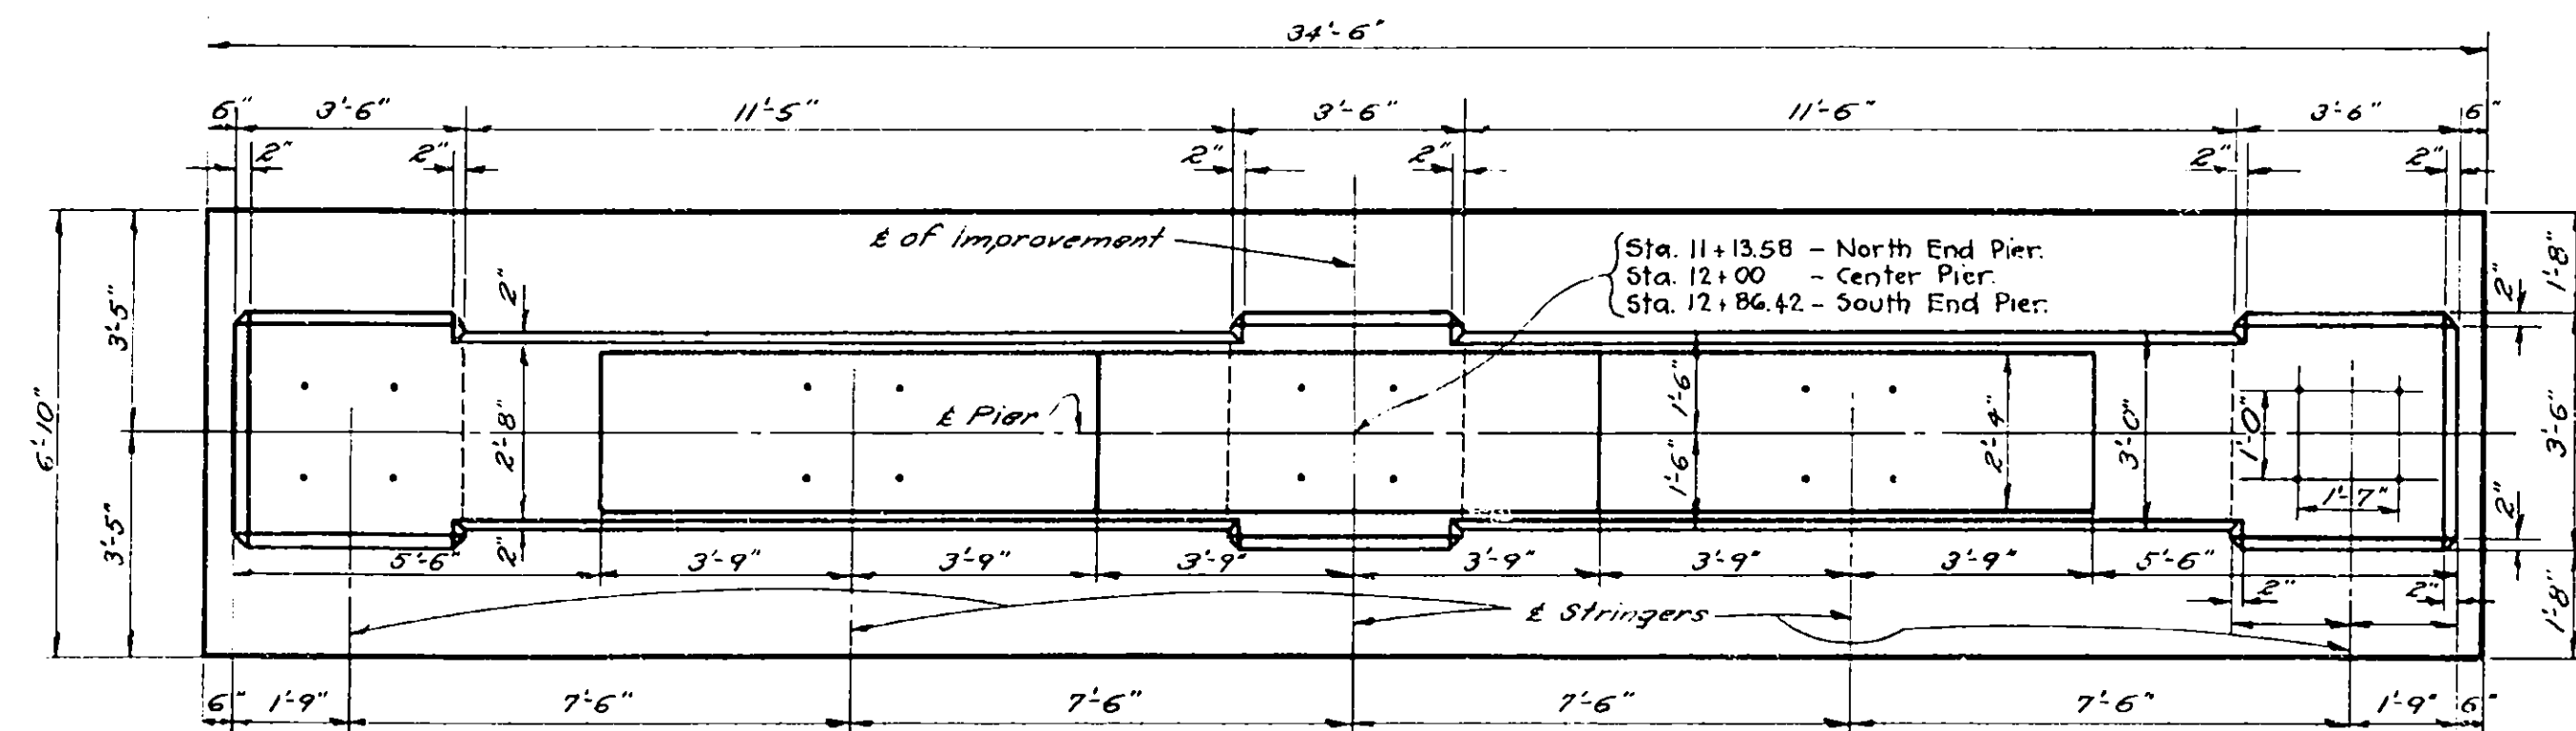 34'-6"
6" 3'-6" 11'-5" 3'-6" 11'-6" 3'-6" 6"
2" 2" 2" 2" 2" 2"
℄ of Improvement
Sta. 11+13.58 - North End Pier.
Sta. 12+00 - Center Pier.
Sta. 12+86.42 - South End Pier.
3'-5"
2"
2"
1'-8"
6'-10"
2'-8"
℄ Pier
1'-6"
1'-6"
2'-4"
3'-0"
1'-0"
1'-7"
3'-6"
3'-5"
2"
2"
1'-8"
5'-6" 3'-9" 3'-9" 3'-9" 3'-9" 3'-9" 3'-9" 5'-6"
2" 2"
℄ Stringers
6" 1'-9" 7'-6" 7'-6" 7'-6" 7'-6" 1'-9" 6"